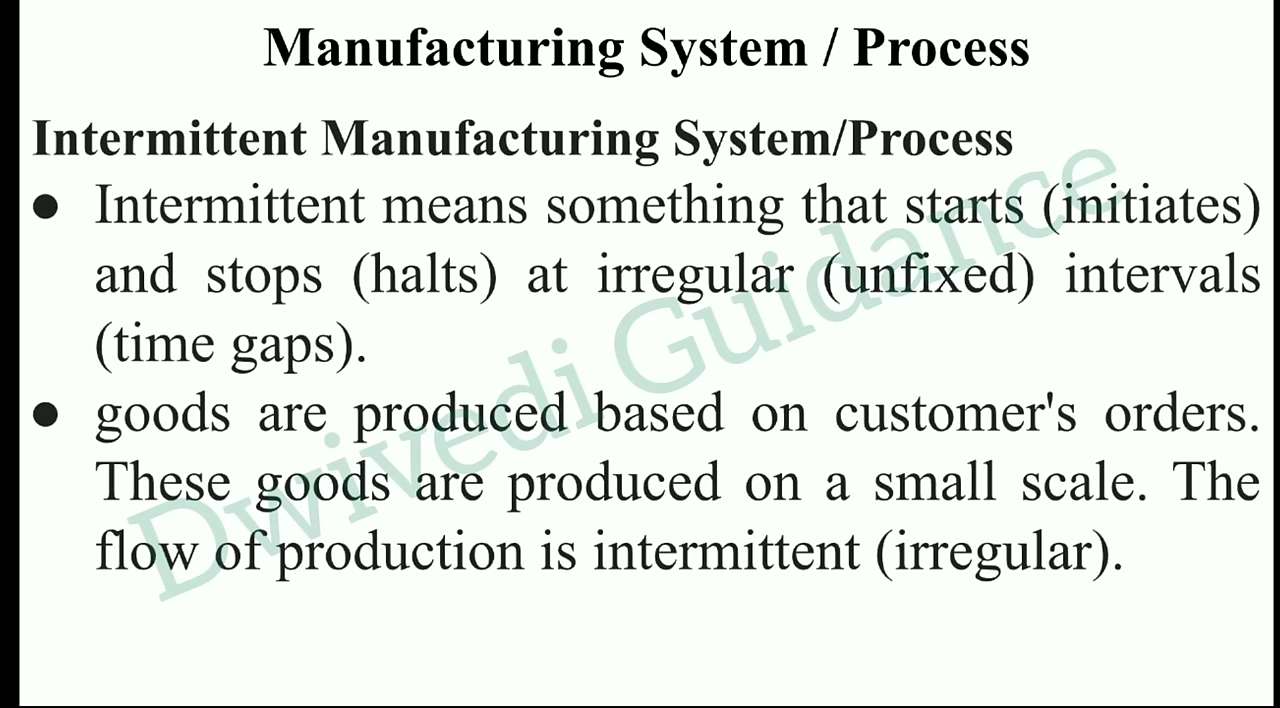 Manufacturing System / Process
Intermittent Manufacturing System/Process
● Intermittent means something that starts (initiates)
and stops (halts) at irregular (unfixed) intervals
(time gaps).
● goods are produced based on customer's orders.
These goods are produced on a small scale. The
flow of production is intermittent (irregular).
Dwivedi Guidance